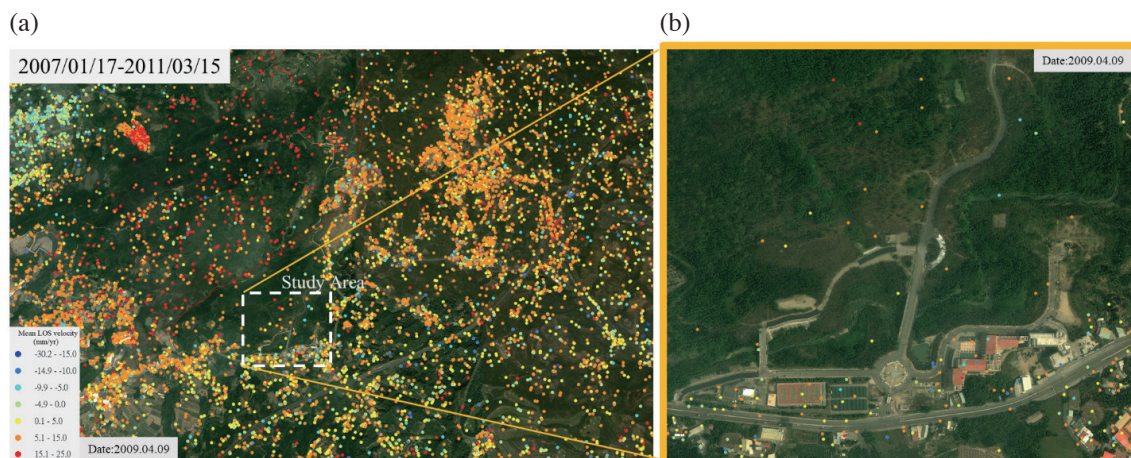 (a)
(b)
2007/01/17-2011/03/15
Date:2009.04.09
Study Area
Mean LOS velocity
(mm/yr)
-30.2 - -15.0
-14.9 - -10.0
-9.9 - -5.0
-4.9 - 0.0
0.1 - 5.0
5.1 - 15.0
15.1 - 25.0
Date:2009.04.09